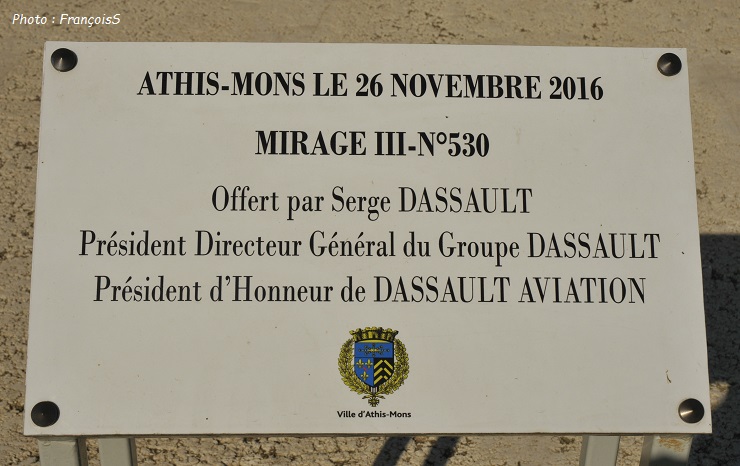 Photo : FrançoisS
ATHIS-MONS LE 26 NOVEMBRE 2016
MIRAGE III-N°530
Offert par Serge DASSAULT
Président Directeur Général du Groupe DASSAULT
Président d'Honneur de DASSAULT AVIATION
Ville d'Athis-Mons